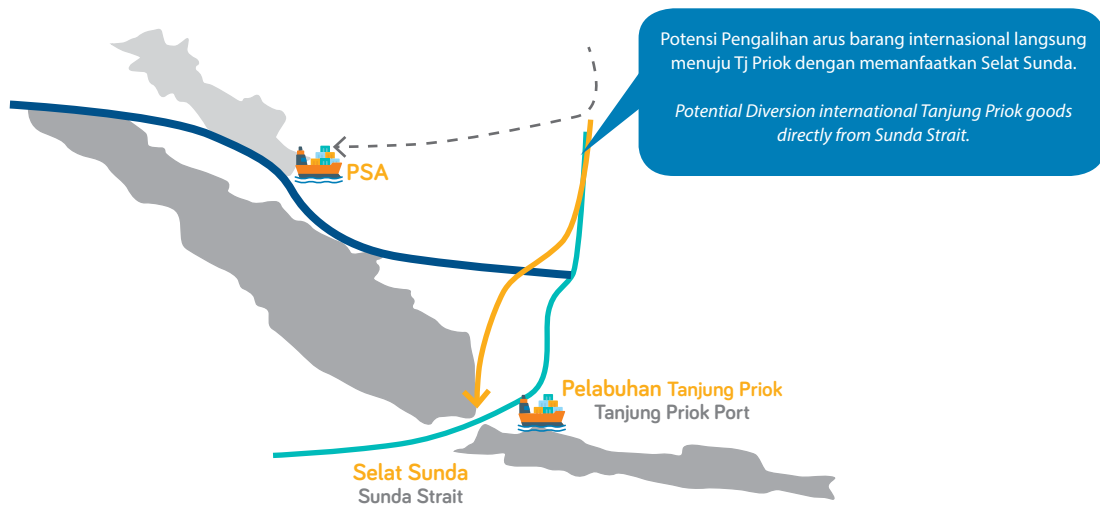 Potensi Pengalihan arus barang internasional langsung
menuju Tj Priok dengan memanfaatkan Selat Sunda.
Potential Diversion international Tanjung Priok goods
directly from Sunda Strait.
PSA
Pelabuhan Tanjung Priok
Tanjung Priok Port
Selat Sunda
Sunda Strait